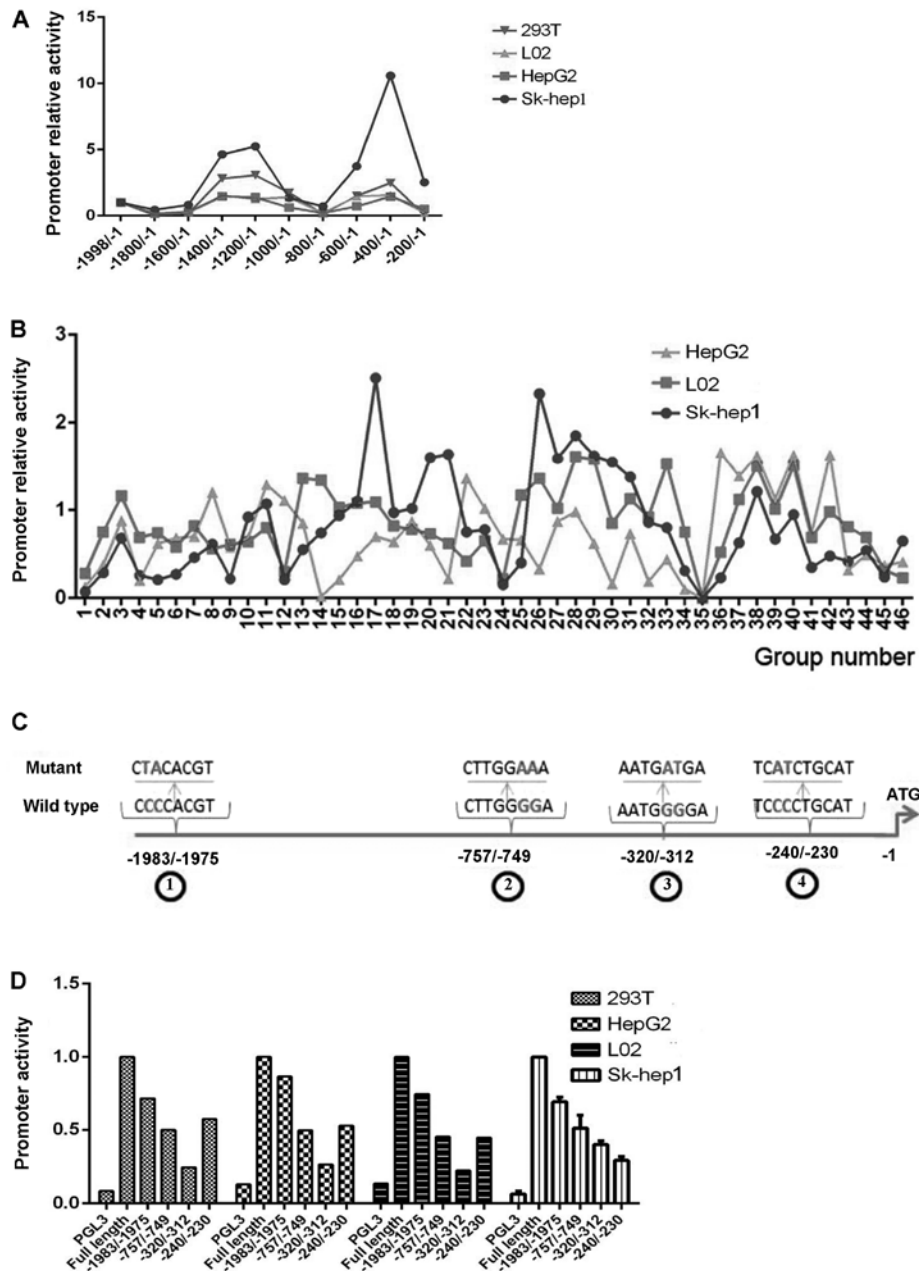 A
15
10
5
0
Promoter relative activity
293T
L02
HepG2
Sk-hep1
-1998/-1
-1800/-1
-1600/-1
-1400/-1
-1200/-1
-1000/-1
-800/-1
-600/-1
-400/-1
-200/-1
B
3
2
1
0
Promoter relative activity
HepG2
L02
Sk-hep1
1 2 3 4 5 6 7 8 9 10 11 12 13 14 15 16 17 18 19 20 21 22 23 24 25 26 27 28 29 30 31 32 33 34 35 36 37 38 39 40 41 42 43 44 45 46
Group number
C
Mutant CTACACGT CTTGGAAA AATGATGA TCATCTGCAT
Wild type CCCCACGT CTTGGGGA AATGGGGA TCCCCTGCAT ATG
-1983/-1975 -757/-749 -320/-312 -240/-230 -1
1 2 3 4
D
1.5
1.0
0.5
0.0
Promoter activity
293T
HepG2
L02
Sk-hep1
PGL3
Full length
-1983/-1975
-757/-749
-320/-312
-240/-230
PGL3
Full length
-1983/-1975
-757/-749
-320/-312
-240/-230
PGL3
Full length
-1983/-1975
-757/-749
-320/-312
-240/-230
PGL3
Full length
-1983/-1975
-757/-749
-320/-312
-240/-230